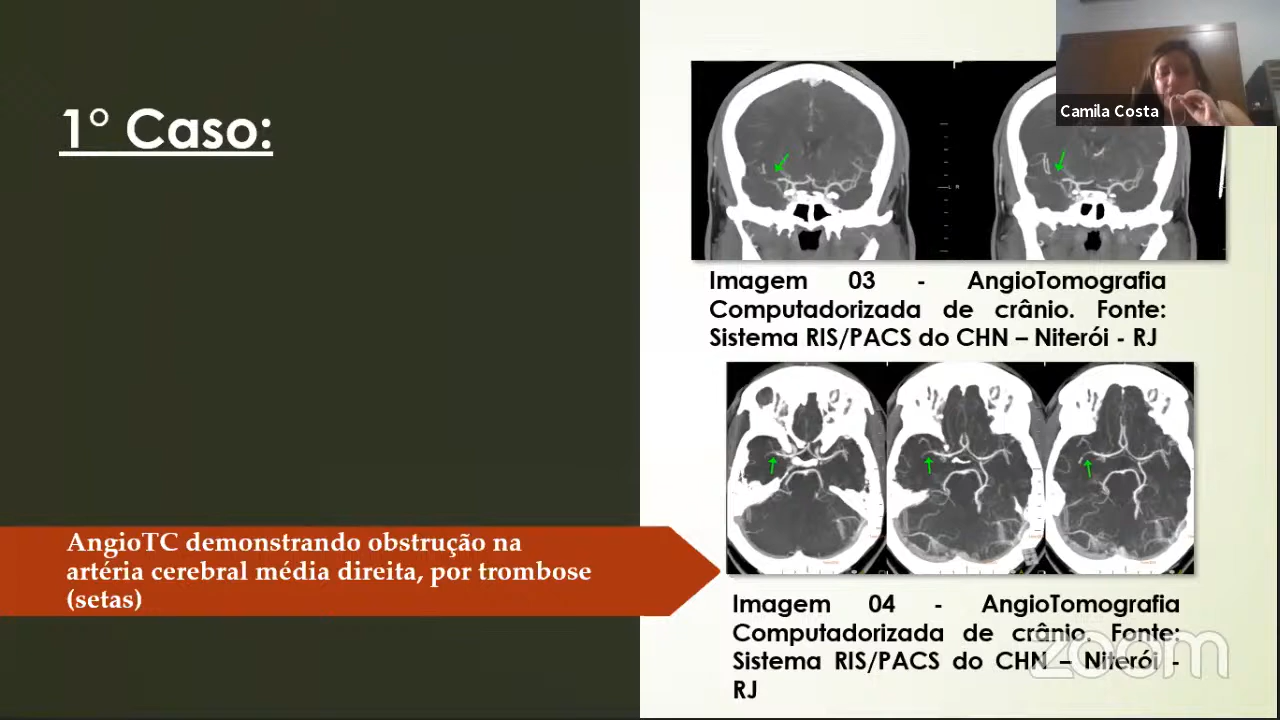 1° Caso:
Camila Costa
Imagem 03 - AngioTomografia
Computadorizada de crânio. Fonte:
Sistema RIS/PACS do CHN – Niterói - RJ
AngioTC demonstrando obstrução na
artéria cerebral média direita, por trombose
(setas)
Imagem 04 - AngioTomografia
Computadorizada de crânio. Fonte:
Sistema RIS/PACS do CHN – Niterói -
RJ
zoom